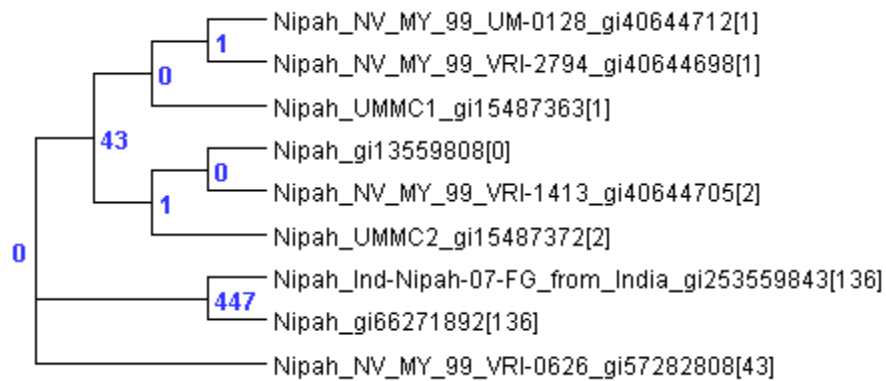 Nipah_NV_MY_99_UM-0128_gi40644712[1]
1
Nipah_NV_MY_99_VRI-2794_gi40644698[1]
0
Nipah_UMMC1_gi15487363[1]
43
Nipah_gi13559808[0]
0
Nipah_NV_MY_99_VRI-1413_gi40644705[2]
1
Nipah_UMMC2_gi15487372[2]
0
Nipah_Ind-Nipah-07-FG_from_India_gi253559843[136]
447
Nipah_gi66271892[136]
Nipah_NV_MY_99_VRI-0626_gi57282808[43]